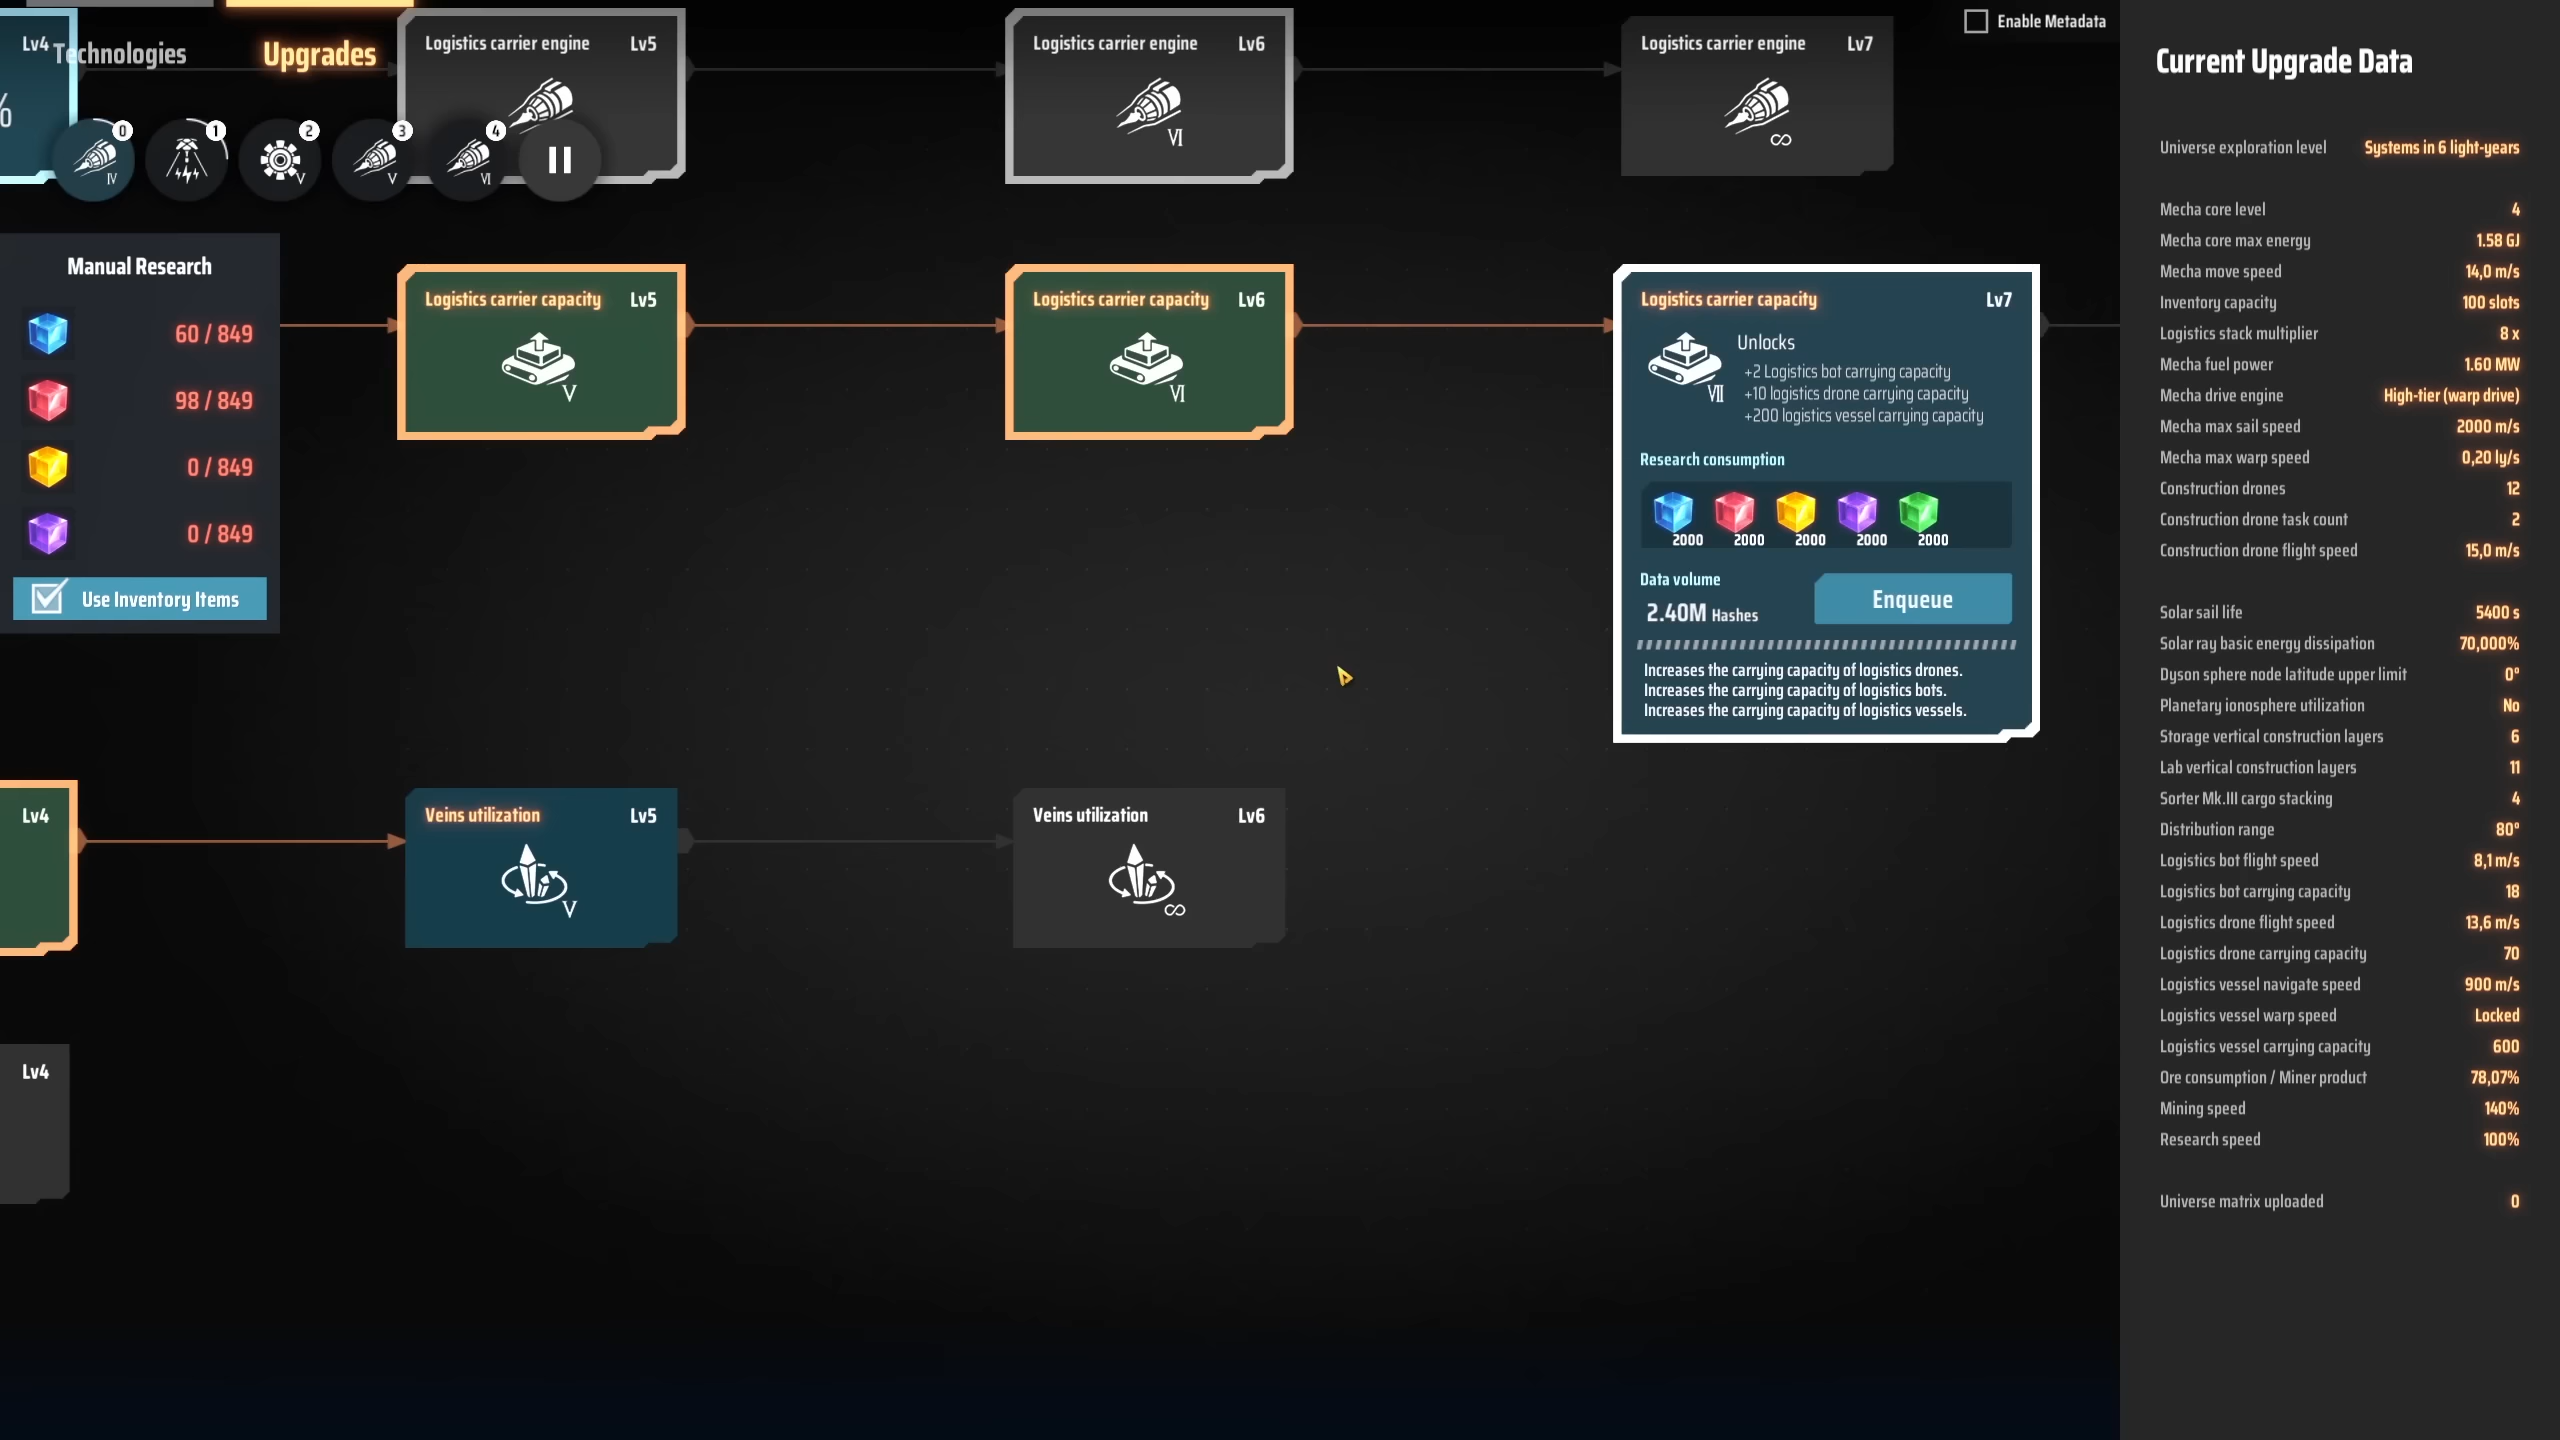 Technologies
Upgrades
Enable Metadata
Lv4
%
Logistics carrier engine Lv5
Logistics carrier engine Lv6
VI
Logistics carrier engine Lv7
∞
0
IV
1
2
V
3
V
4
VI
Manual Research
60 / 849
98 / 849
0 / 849
0 / 849
Use Inventory Items
Logistics carrier capacity Lv5
V
Logistics carrier capacity Lv6
VI
Logistics carrier capacity Lv7
VII
Unlocks
+2 Logistics bot carrying capacity
+10 logistics drone carrying capacity
+200 logistics vessel carrying capacity
Research consumption
2000 2000 2000 2000 2000
Data volume
2.40M Hashes
Enqueue
Increases the carrying capacity of logistics drones.
Increases the carrying capacity of logistics bots.
Increases the carrying capacity of logistics vessels.
Lv4
Veins utilization Lv5
V
Veins utilization Lv6
∞
Lv4
Current Upgrade Data
Universe exploration level Systems in 6 light-years
Mecha core level 4
Mecha core max energy 1.58 GJ
Mecha move speed 14,0 m/s
Inventory capacity 100 slots
Logistics stack multiplier 8 x
Mecha fuel power 1.60 MW
Mecha drive engine High-tier (warp drive)
Mecha max sail speed 2000 m/s
Mecha max warp speed 0,20 ly/s
Construction drones 12
Construction drone task count 2
Construction drone flight speed 15,0 m/s
Solar sail life 5400 s
Solar ray basic energy dissipation 70,000%
Dyson sphere node latitude upper limit 0°
Planetary ionosphere utilization No
Storage vertical construction layers 6
Lab vertical construction layers 11
Sorter Mk.III cargo stacking 4
Distribution range 80°
Logistics bot flight speed 8,1 m/s
Logistics bot carrying capacity 18
Logistics drone flight speed 13,6 m/s
Logistics drone carrying capacity 70
Logistics vessel navigate speed 900 m/s
Logistics vessel warp speed Locked
Logistics vessel carrying capacity 600
Ore consumption / Miner product 78,07%
Mining speed 140%
Research speed 100%
Universe matrix uploaded 0